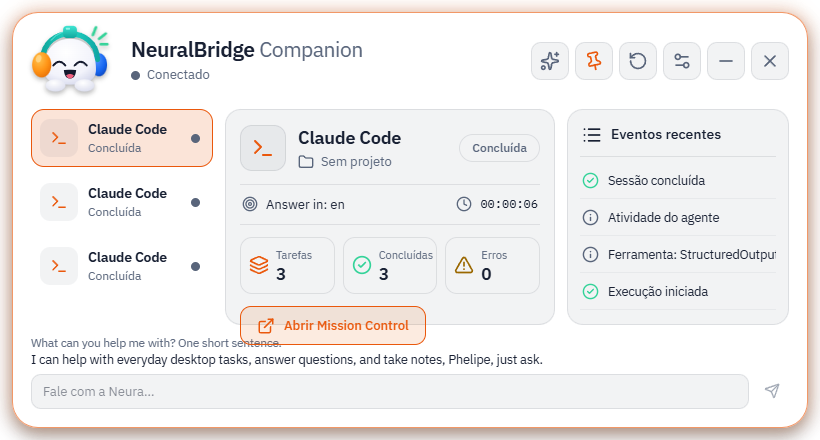 NeuralBridge Companion
Conectado
Claude Code
Concluída
Claude Code
Concluída
Claude Code
Concluída
Claude Code
Sem projeto
Concluída
Answer in: en
00:00:06
Tarefas
3
Concluídas
3
Erros
0
Abrir Mission Control
Eventos recentes
Sessão concluída
Atividade do agente
Ferramenta: StructuredOutput
Execução iniciada
What can you help me with? One short sentence.
I can help with everyday desktop tasks, answer questions, and take notes, Phelipe, just ask.
Fale com a Neura...